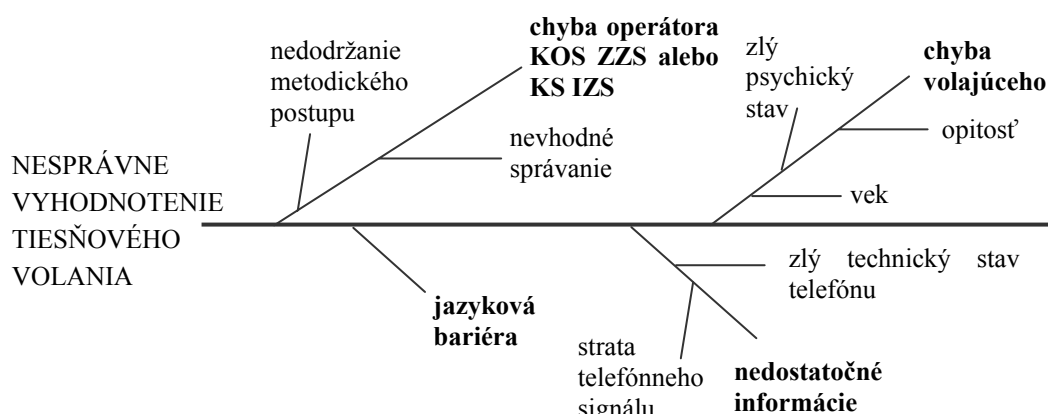 NESPRÁVNE
VYHODNOTENIE
TIESŇOVÉHO
VOLANIA
nedodržanie
metodického
postupu
chyba operátora
KOS ZZS alebo
KS IZS
nevhodné
správanie
zlý
psychický
stav
chyba
volajúceho
opitosť
vek
jazyková
bariéra
zlý technický stav
telefónu
strata
telefónneho
signálu
nedostatočné
informácie